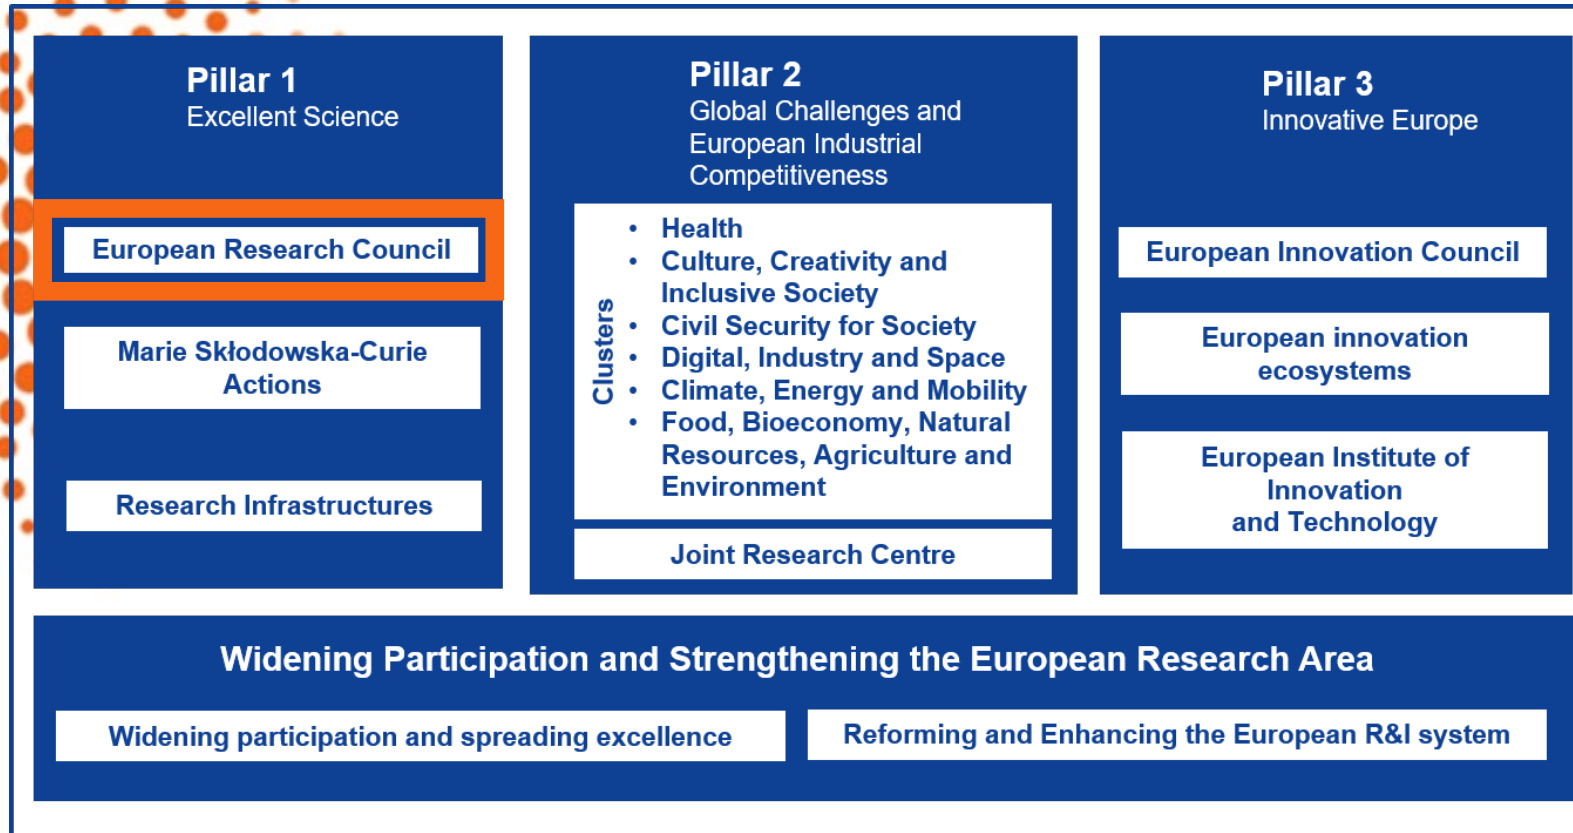 Pillar 1
Excellent Science
European Research Council
Marie Skłodowska-Curie
Actions
Research Infrastructures
Pillar 2
Global Challenges and
European Industrial
Competitiveness
Clusters
• Health
• Culture, Creativity and
Inclusive Society
• Civil Security for Society
• Digital, Industry and Space
• Climate, Energy and Mobility
• Food, Bioeconomy, Natural
Resources, Agriculture and
Environment
Joint Research Centre
Pillar 3
Innovative Europe
European Innovation Council
European innovation
ecosystems
European Institute of
Innovation
and Technology
Widening Participation and Strengthening the European Research Area
Widening participation and spreading excellence
Reforming and Enhancing the European R&I system